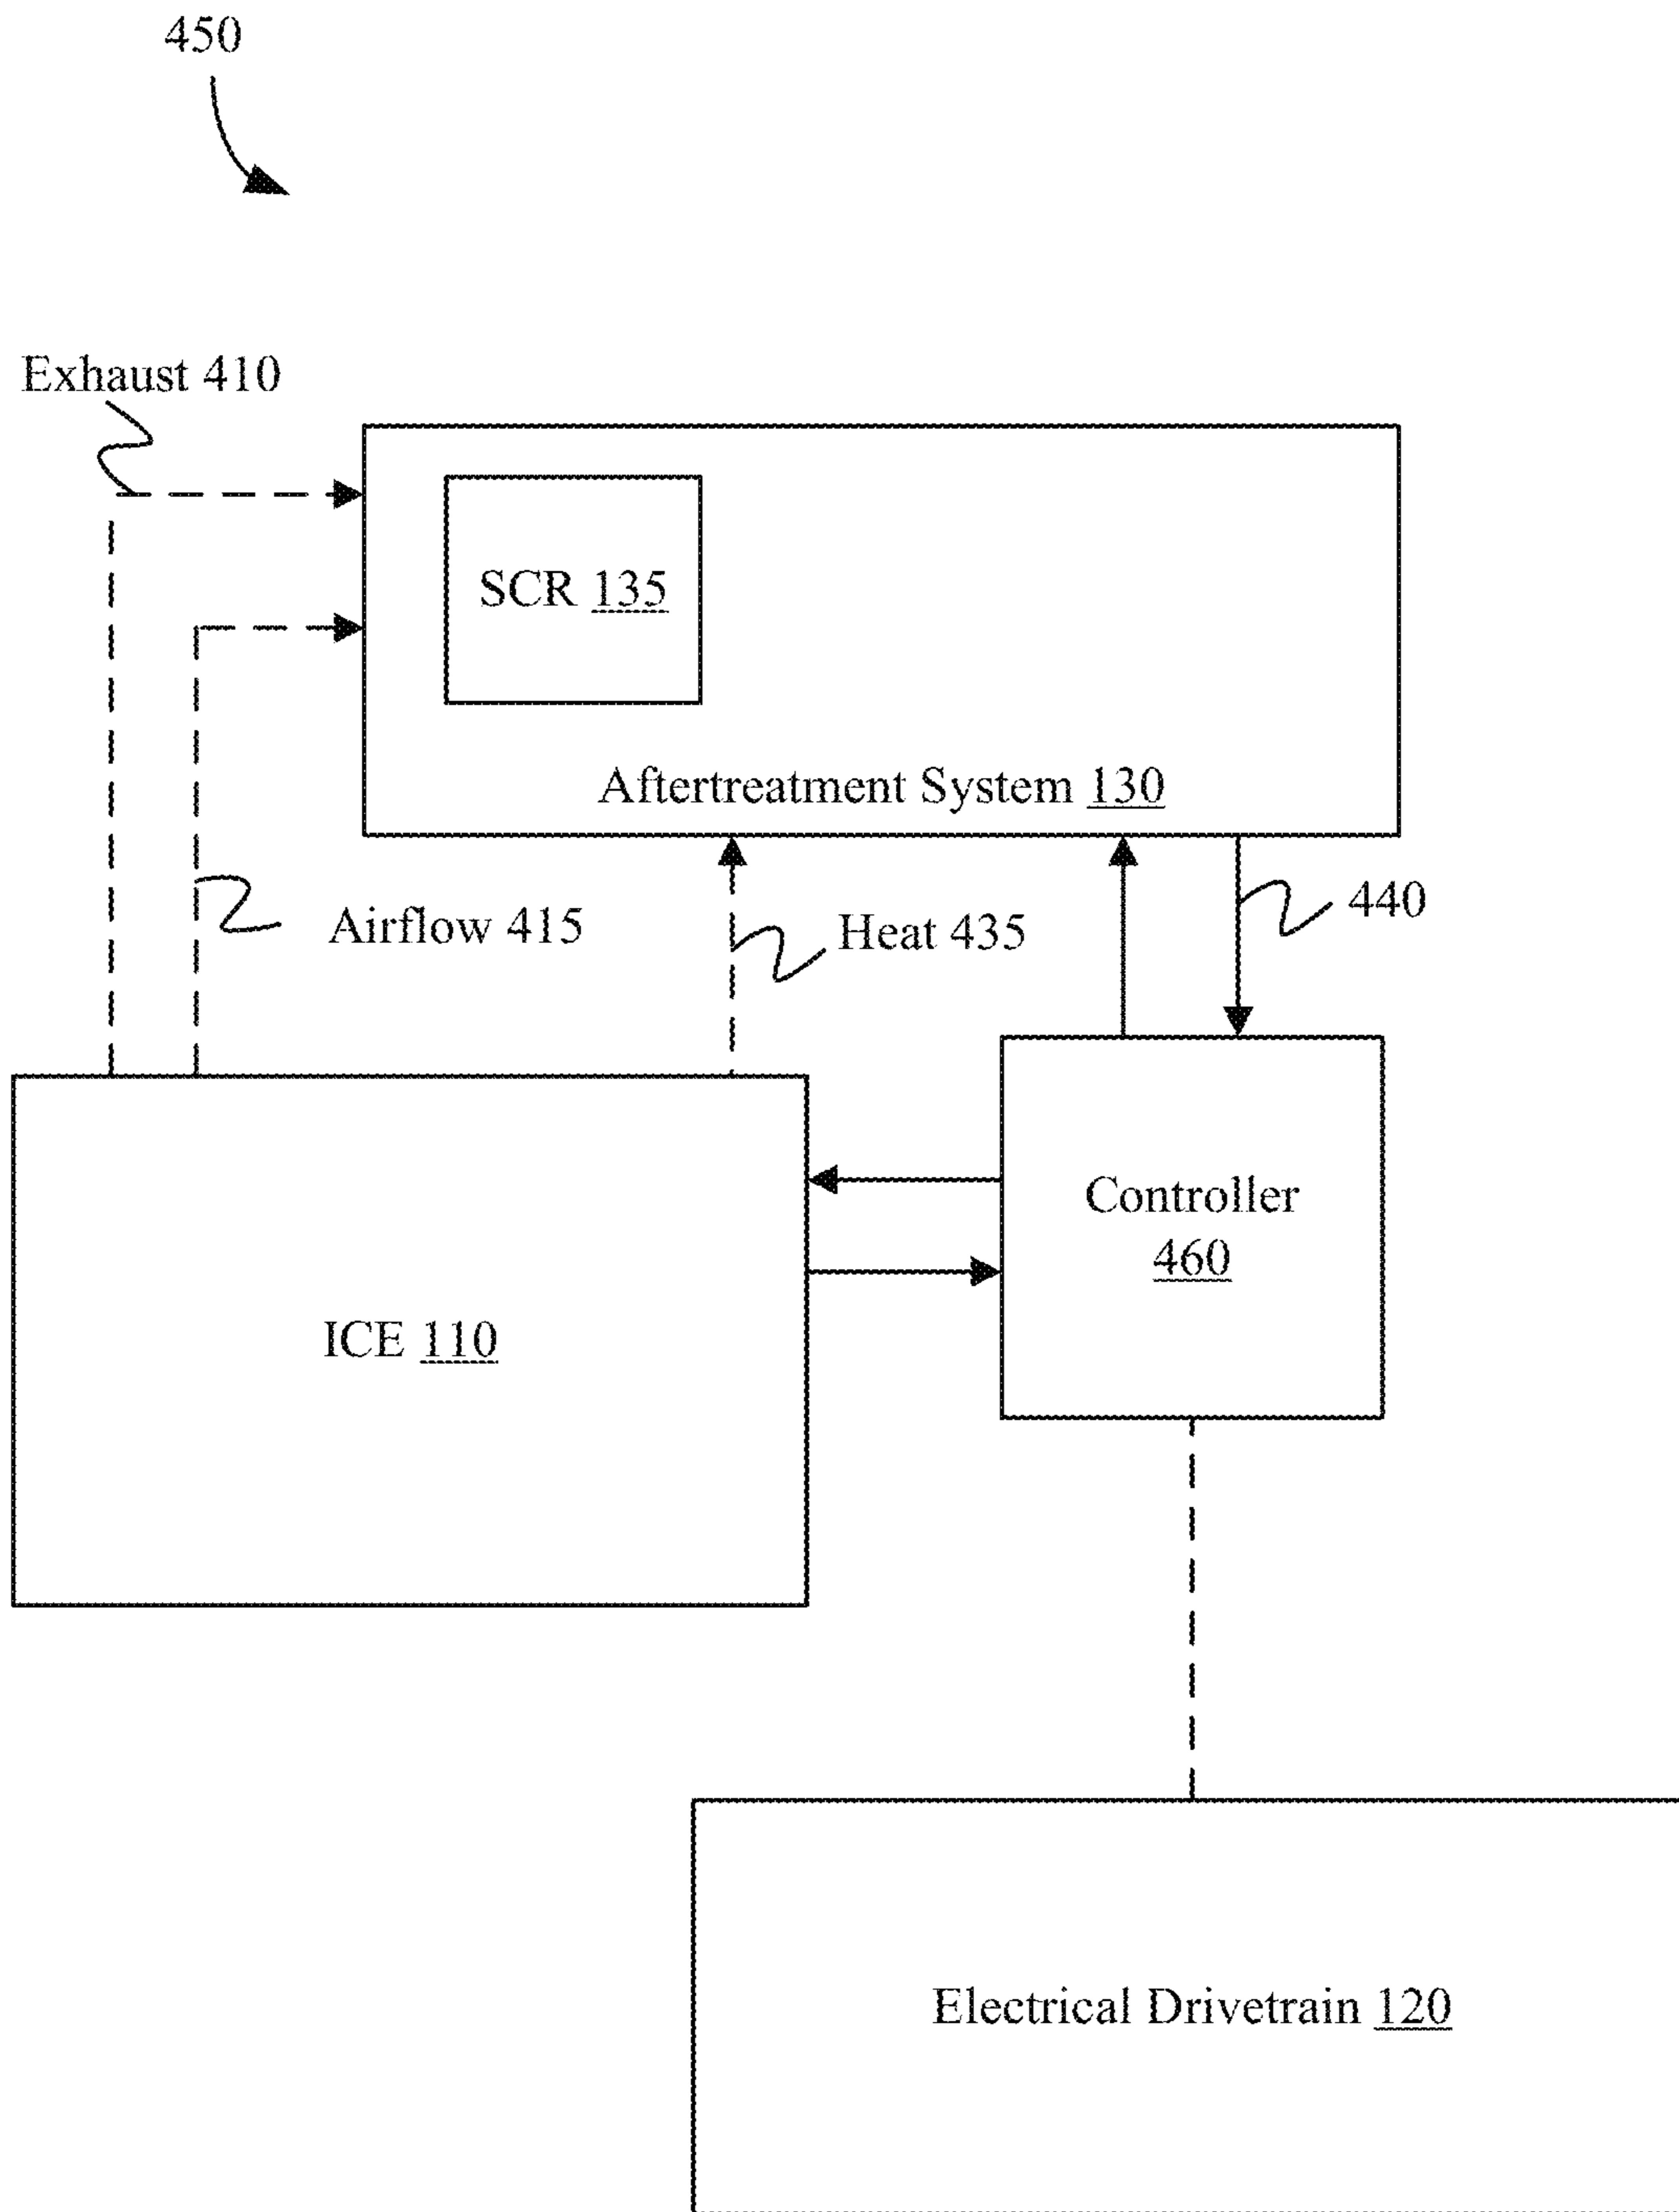 450
Exhaust 410
SCR 135
Aftertreatment System 130
Airflow 415
Heat 435
440
Controller
460
ICE 110
Electrical Drivetrain 120